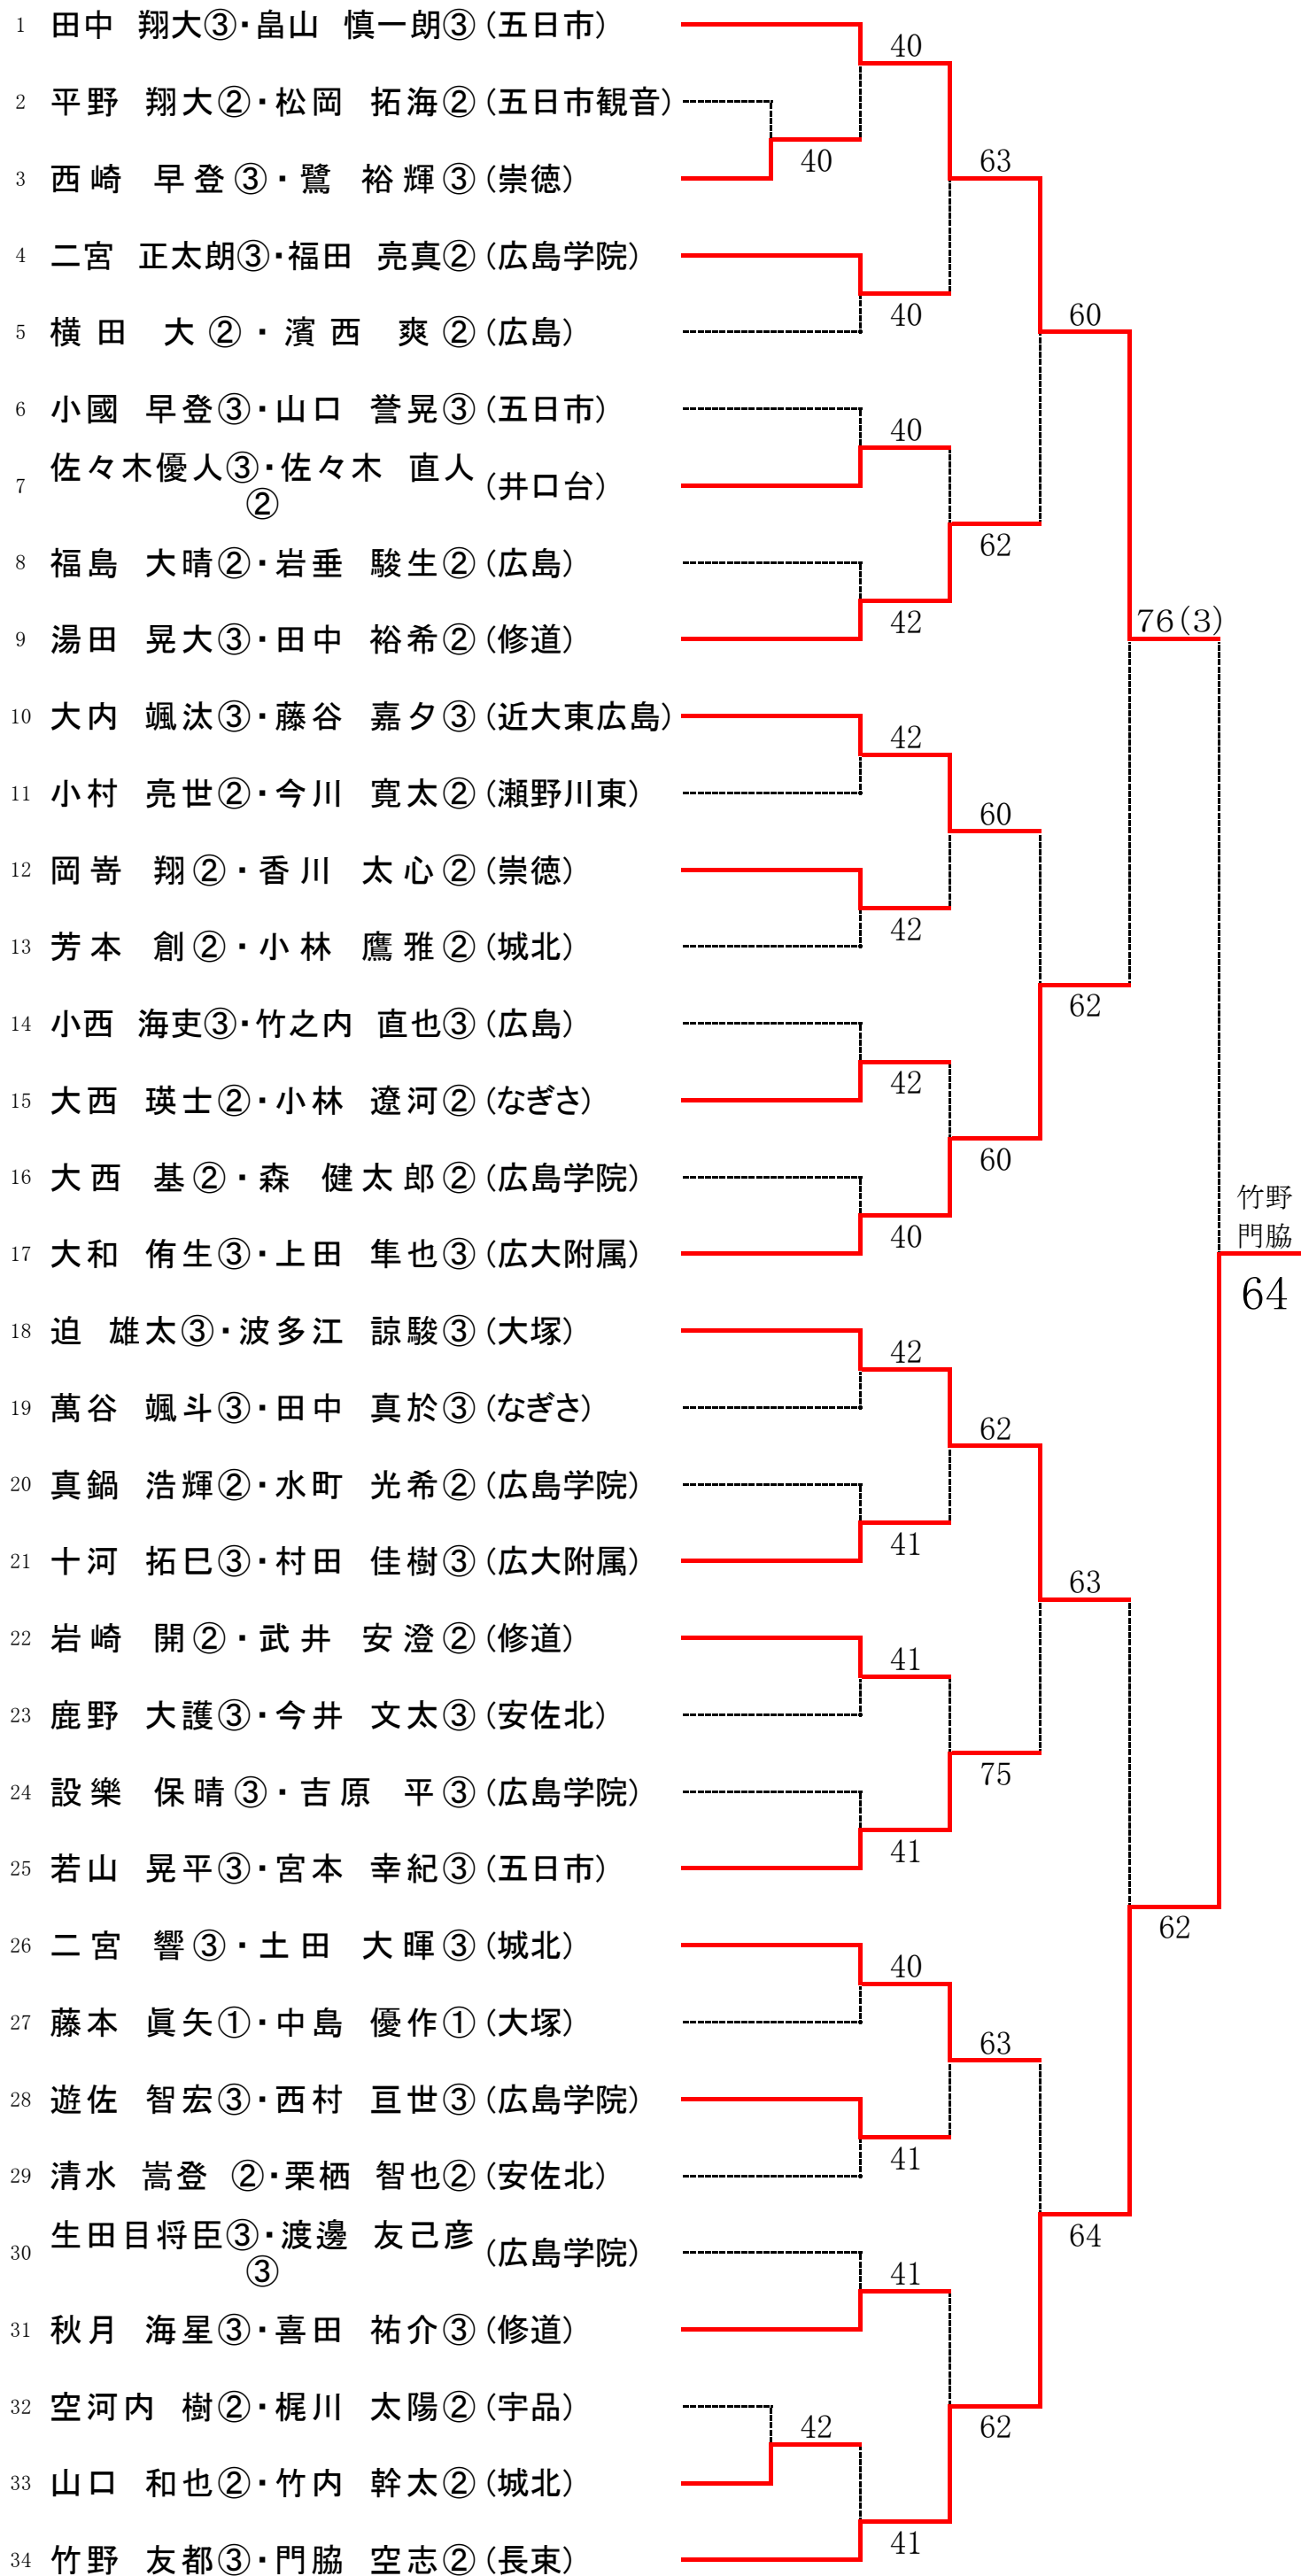 1 田中 翔大③・畠山 慎一朗③ (五日市)
40
2 平野 翔大②・松岡 拓海② (五日市観音)
40
63
3 西崎 早登③・鷺 裕輝③ (崇徳)
4 二宮 正太朗③・福田 亮真② (広島学院)
40
60
5 横田 大②・濱西 爽② (広島)
6 小國 早登③・山口 誉晃③ (五日市)
40
7 佐々木優人③・佐々木 直人② (井口台)
62
8 福島 大晴②・岩垂 駿生② (広島)
42
76(3)
9 湯田 晃大③・田中 裕希② (修道)
10 大内 颯汰③・藤谷 嘉夕③ (近大東広島)
42
11 小村 亮世②・今川 寛太② (瀬野川東)
60
12 岡嵜 翔②・香川 太心② (崇徳)
42
13 芳本 創②・小林 鷹雅② (城北)
62
14 小西 海吏③・竹之内 直也③ (広島)
42
15 大西 瑛士②・小林 遼河② (なぎさ)
60
16 大西 基②・森 健太郎② (広島学院)
竹野
40
門脇
17 大和 侑生③・上田 隼也③ (広大附属)
64
18 迫 雄太③・波多江 諒駿③ (大塚)
42
19 萬谷 颯斗③・田中 真於③ (なぎさ)
62
20 真鍋 浩輝②・水町 光希② (広島学院)
41
21 十河 拓巳③・村田 佳樹③ (広大附属)
63
22 岩崎 開②・武井 安澄② (修道)
41
23 鹿野 大護③・今井 文太③ (安佐北)
75
24 設樂 保晴③・吉原 平③ (広島学院)
41
25 若山 晃平③・宮本 幸紀③ (五日市)
62
26 二宮 響③・土田 大暉③ (城北)
40
27 藤本 眞矢①・中島 優作① (大塚)
63
28 遊佐 智宏③・西村 亘世③ (広島学院)
41
29 清水 嵩登 ②・栗栖 智也② (安佐北)
64
30 生田目将臣③・渡邊 友己彦③ (広島学院)
41
31 秋月 海星③・喜田 祐介③ (修道)
32 空河内 樹②・梶川 太陽② (宇品)
42
62
33 山口 和也②・竹内 幹太② (城北)
41
34 竹野 友都③・門脇 空志② (長束)